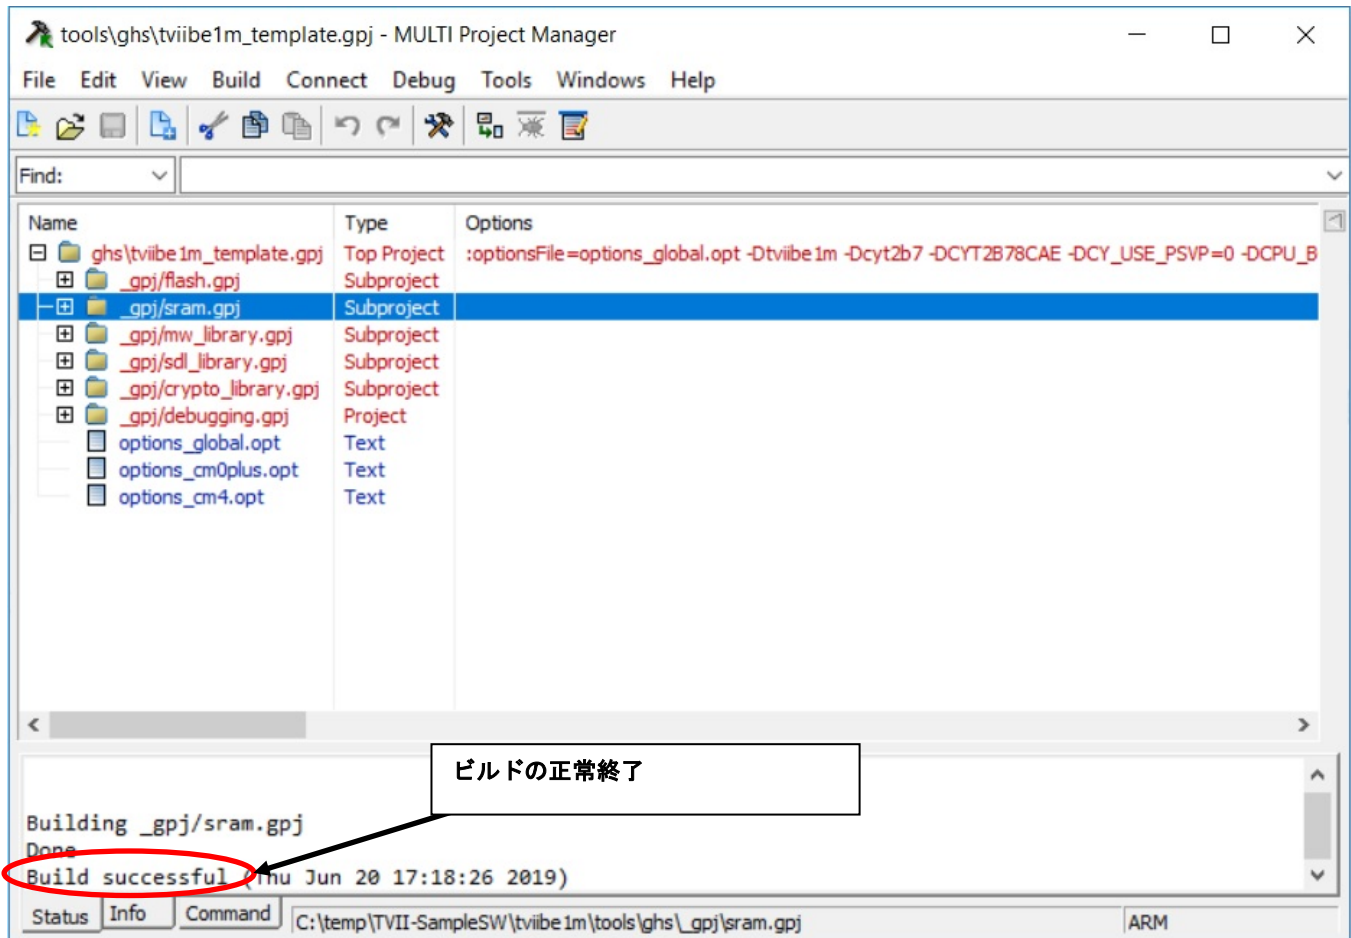 tools\ghs\tviibe1m_template.gpj - MULTI Project Manager
File Edit View Build Connect Debug Tools Windows Help
Find:
Name Type Options
ghs\tviibe1m_template.gpj Top Project :optionsFile=options_global.opt -Dtviibe1m -Dcyt2b7 -DCYT2B78CAE -DCY_USE_PSVP=0 -DCPU_B
_gpj/flash.gpj Subproject
_gpj/sram.gpj Subproject
_gpj/mw_library.gpj Subproject
_gpj/sdl_library.gpj Subproject
_gpj/crypto_library.gpj Subproject
_gpj/debugging.gpj Project
options_global.opt Text
options_cm0plus.opt Text
options_cm4.opt Text
ビルドの正常終了
Building _gpj/sram.gpj
Done
Build successful (Thu Jun 20 17:18:26 2019)
Status Info Command C:\temp\TVII-SampleSW\tviibe1m\tools\ghs\_gpj\sram.gpj ARM